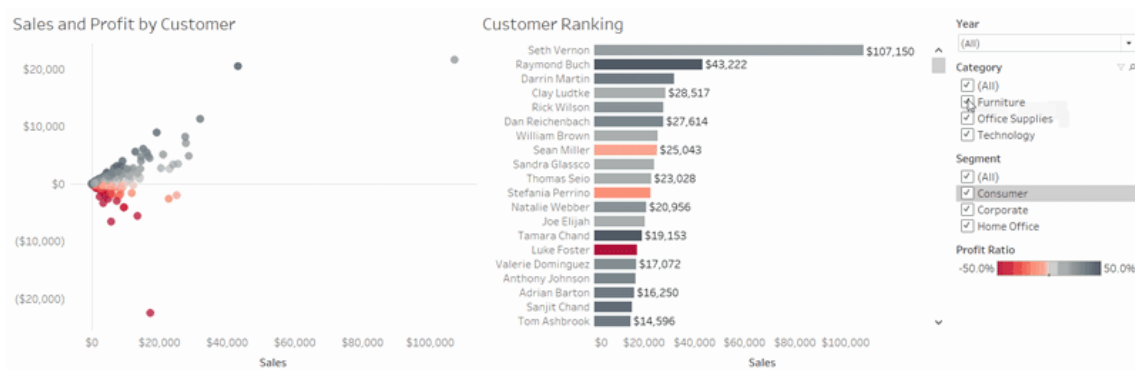 Sales and Profit by Customer
$20,000
$10,000
$0
($10,000)
($20,000)
$0 $20,000 $40,000 $60,000 $80,000 $100,000
Sales
Customer Ranking
Seth Vernon $107,150
Raymond Buch $43,222
Darrin Martin
Clay Ludtke $28,517
Rick Wilson
Dan Reichenbach $27,614
William Brown
Sean Miller $25,043
Sandra Glassco
Thomas Seio $23,028
Stefania Perrino
Natalie Webber $20,956
Joe Elijah
Tamara Chand $19,153
Luke Foster
Valerie Dominguez $17,072
Anthony Johnson
Adrian Barton $16,250
Sanjit Chand
Tom Ashbrook $14,596
$0 $20,000 $40,000 $60,000 $80,000 $100,000
Sales
Year
(All)
Category
(All)
Furniture
Office Supplies
Technology
Segment
(All)
Consumer
Corporate
Home Office
Profit Ratio
-50.0% 50.0%